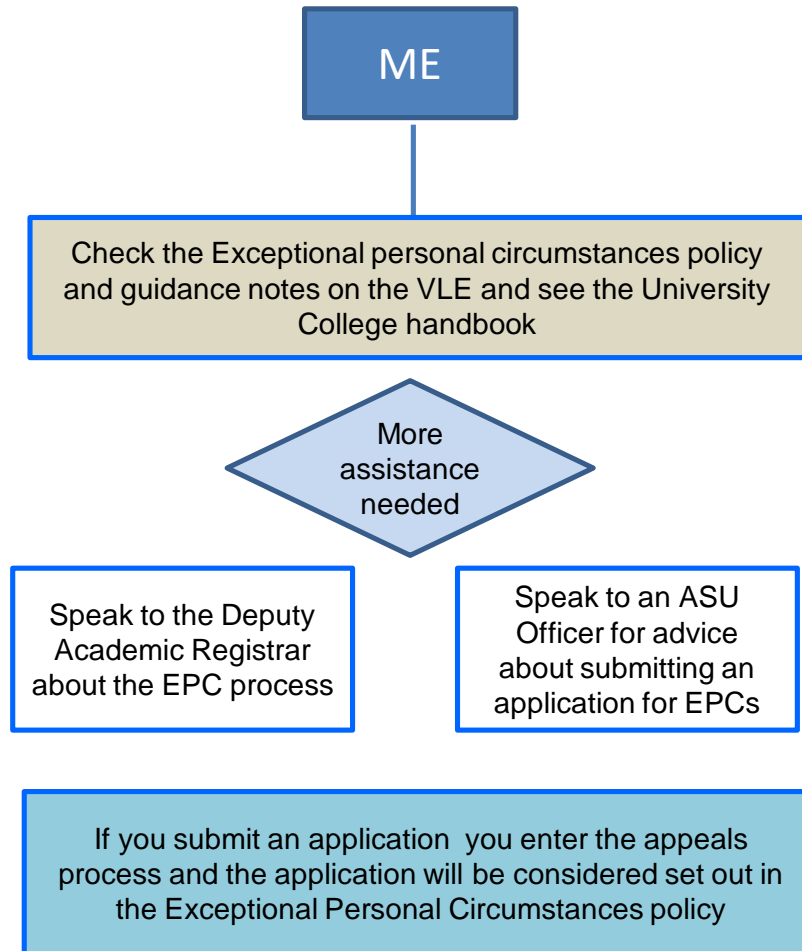 ME
Check the Exceptional personal circumstances policy
and guidance notes on the VLE and see the University
College handbook
More
assistance
needed
Speak to the Deputy
Academic Registrar
about the EPC process
Speak to an ASU
Officer for advice
about submitting an
application for EPCs
If you submit an application  you enter the appeals
process and the application will be considered set out in
the Exceptional Personal Circumstances policy